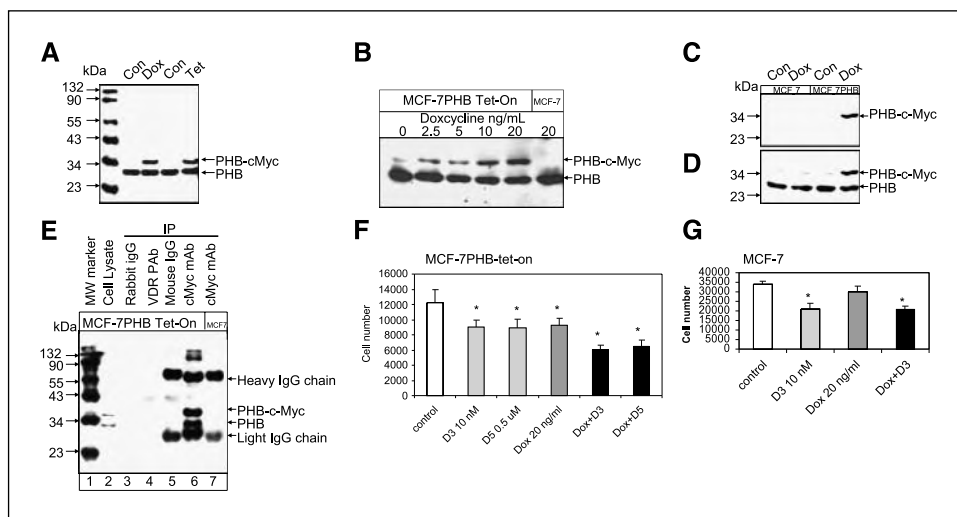 A
kDa
Con
Dox
Con
Tet
132
90
55
43
34
23
PHB-cMyc
PHB
B
MCF-7PHB Tet-On
MCF-7
Doxcycline ng/mL
0 2.5 5 10 20 20
PHB-c-Myc
PHB
C
kDa
Con
Dox
Con
Dox
MCF_7 MCF_7PHB
34
23
PHB-c-Myc
D
34
23
PHB-c-Myc
PHB
E
IP
MW marker
Cell Lysate
Rabbit igG
VDR PAb
Mouse IgG
cMyc mAb
cMyc mAb
kDa
MCF-7PHB Tet-On
MCF7
132
90
55
43
34
23
Heavy IgG chain
PHB-c-Myc
PHB
Light IgG chain
1 2 3 4 5 6 7
F
MCF-7PHB-tet-on
Cell number
16000
14000
12000
10000
8000
6000
4000
2000
0
* * * * *
control
D3 10 nM
D5 0.5 uM
Dox 20 ng/ml
Dox+D3
Dox+D5
G
MCF-7
Cell number
40000
35000
30000
25000
20000
15000
10000
5000
0
* *
control
D3 10 nM
Dox 20 ng/ml
Dox+D3